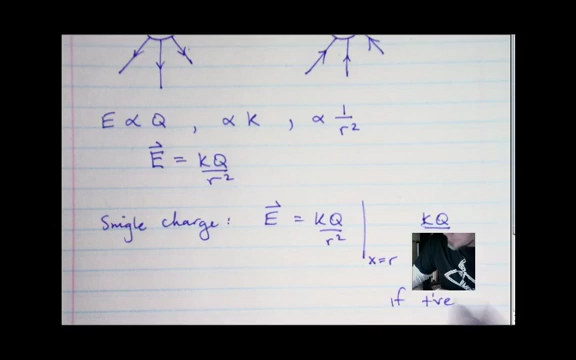 E ∝ Q , ∝ K , ∝ 1/r²
E⃗ = kQ/r²
Single charge: E⃗ = kQ/r² |x=r kQ
if +ve